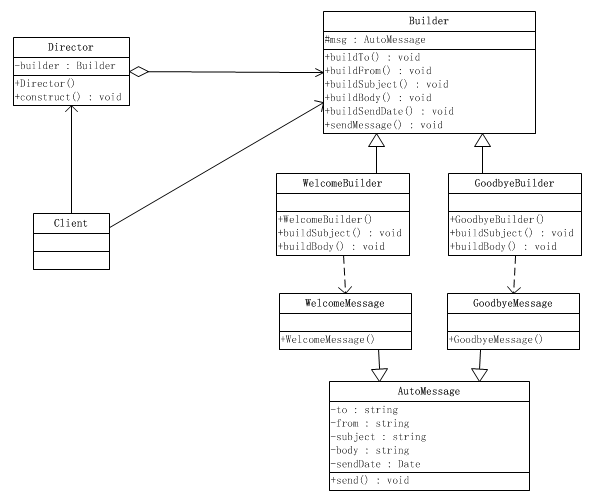 Builder
#msg : AutoMessage
+buildTo() : void
+buildFrom() : void
+buildSubject() : void
+buildBody() : void
+buildSendDate() : void
+sendMessage() : void
Director
-builder : Builder
+Director()
+construct() : void
Client
WelcomeBuilder
+WelcomeBuilder()
+buildSubject() : void
+buildBody() : void
GoodbyeBuilder
+GoodbyeBuilder()
+buildSubject() : void
+buildBody() : void
WelcomeMessage
+WelcomeMessage()
GoodbyeMessage
+GoodbyeMessage()
AutoMessage
-to : string
-from : string
-subject : string
-body : string
-sendDate : Date
+send() : void